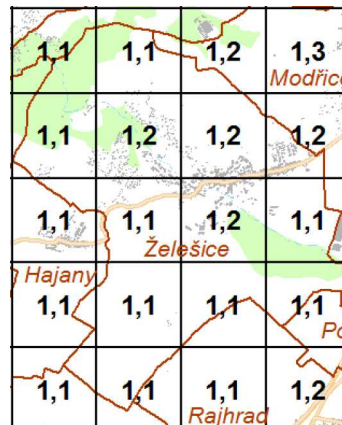 1,1 1,1 1,2 1,3
Modřice
1,1 1,2 1,2 1,2
1,1 1,1 1,2 1,1
Želešice
Hajany
1,1 1,1 1,1 1,1
1,1 1,1 1,1 1,2
Rajhrad